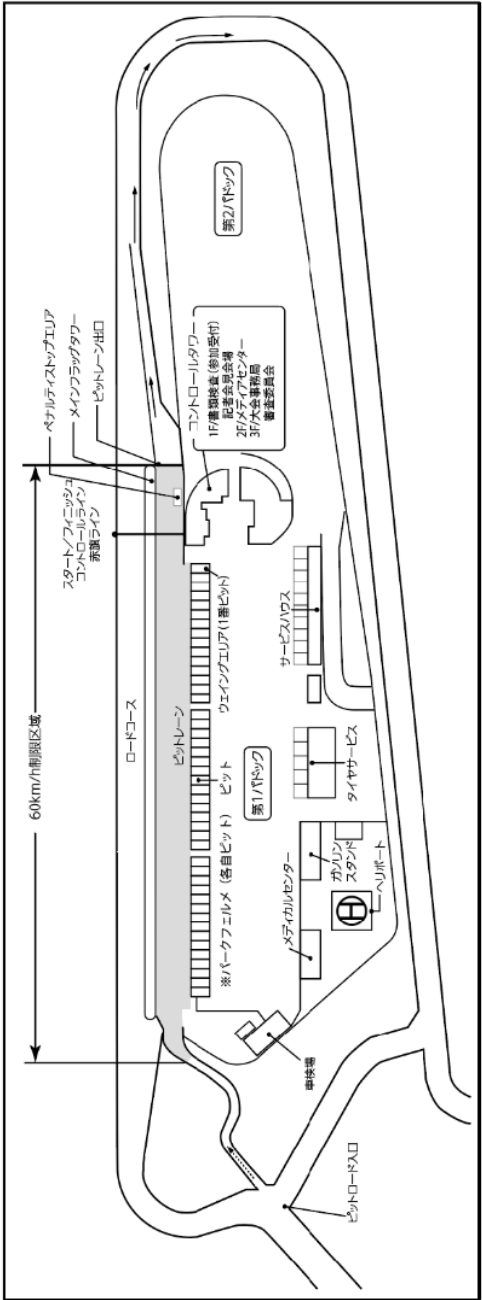 60km/h制限区域
ロードコース
スタート/フィニッシュ
コントロールライン
赤旗ライン
ペナルティストップエリア
メインフラッグタワー
ピットレーン出口
ピットレーン
※パークフェルメ(各自ピット)
ピット
ウェイングエリア(1番ピット)
コントロールタワー
1F/書類検査(参加受付)
記者会見会場
2F/メディアセンター
3F/大会事務局
審査委員会
第2パドック
第1パドック
車検場
メディカルセンター
サービスハウス
ガソリン
スタンド
タイヤサービス
H
ヘリポート
ピットロード入口